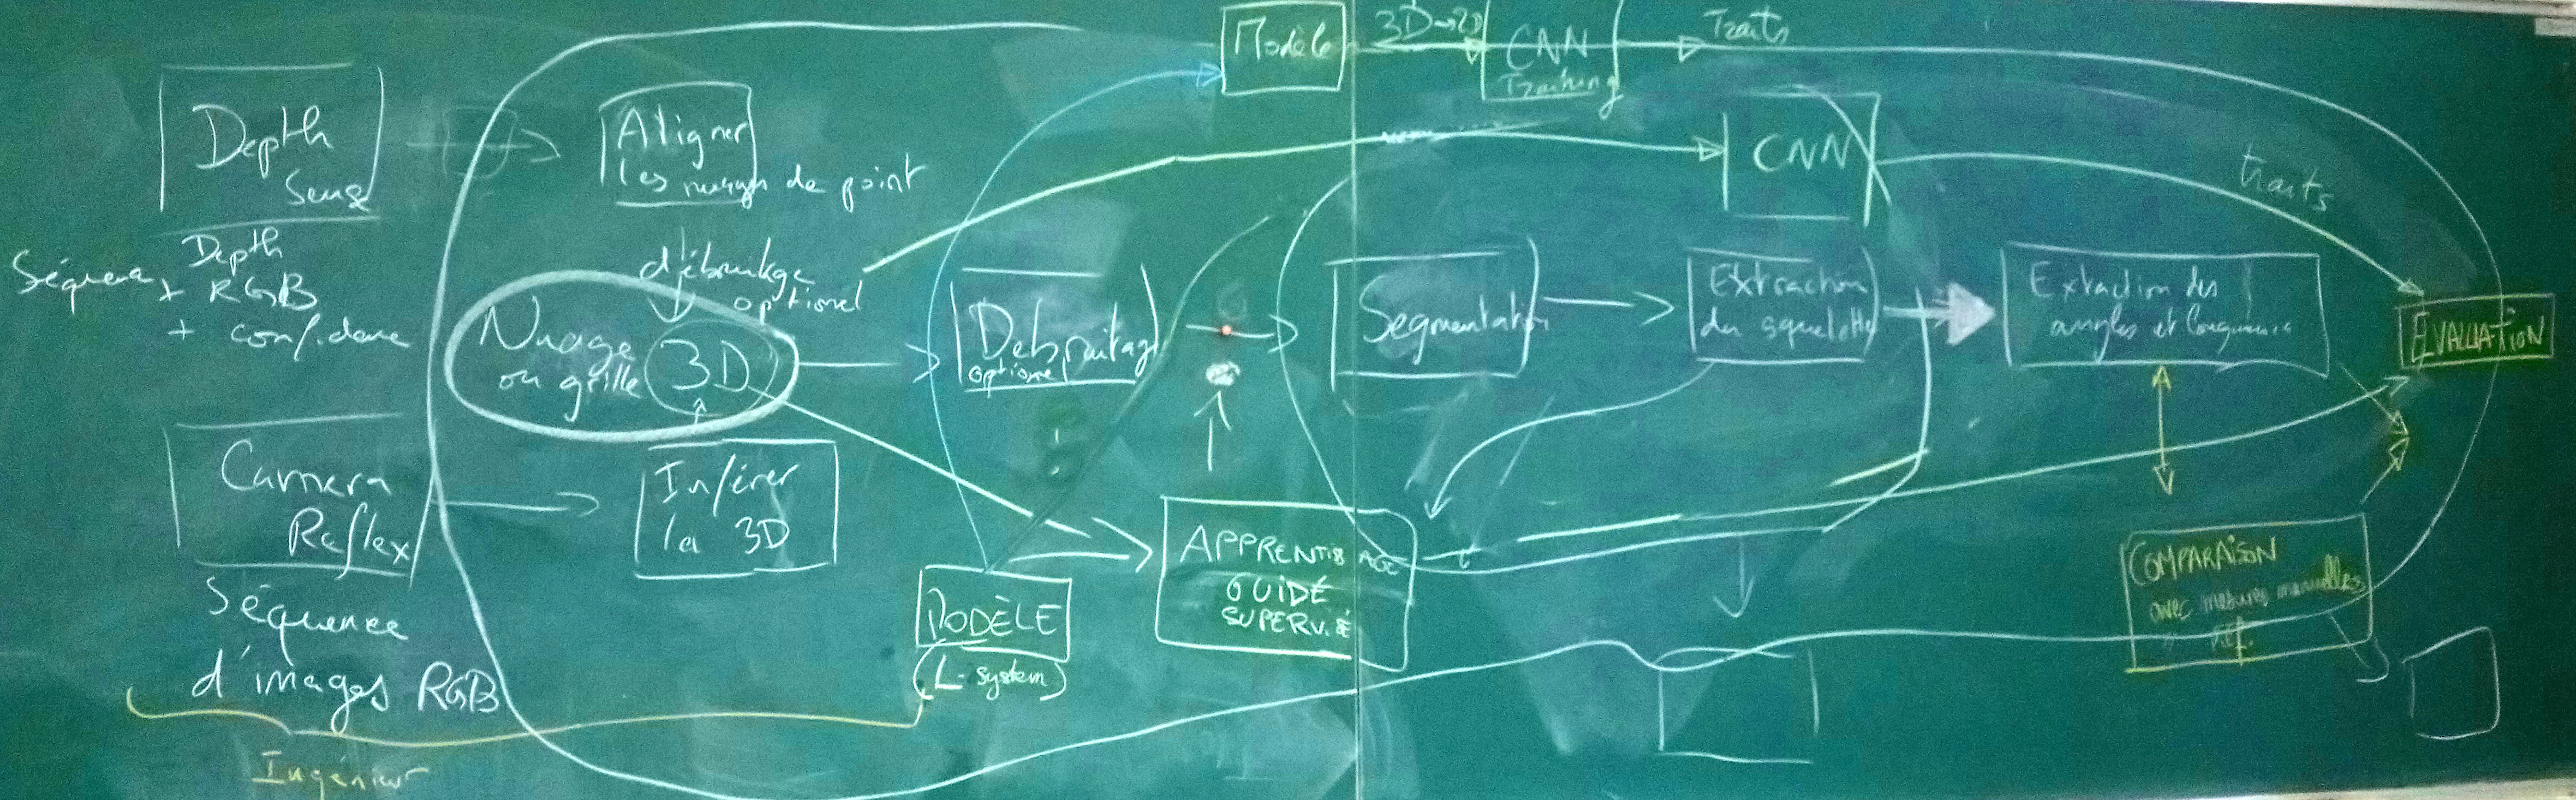 Modèle
3D→2D
CNN
Training
Traits
Depth
Sense
Aligner
les nuages de point
CNN
traits
Depth
Séquence + RGB
+ confidence
débruitage
optionel
Nuage
ou grille
3D
Debruitage
optionel
Segmentation
Extraction
du squelette
Extraction des
angles et longueurs
EVALUATION
Camera
Reflex
Inférer
la 3D
Séquence
d'images RGB
MODÈLE
(L-system)
APPRENTISSAGE
GUIDÉ
SUPERVISÉ
COMPARAISON
avec mesures manuelles
Réf.
Ingénieur